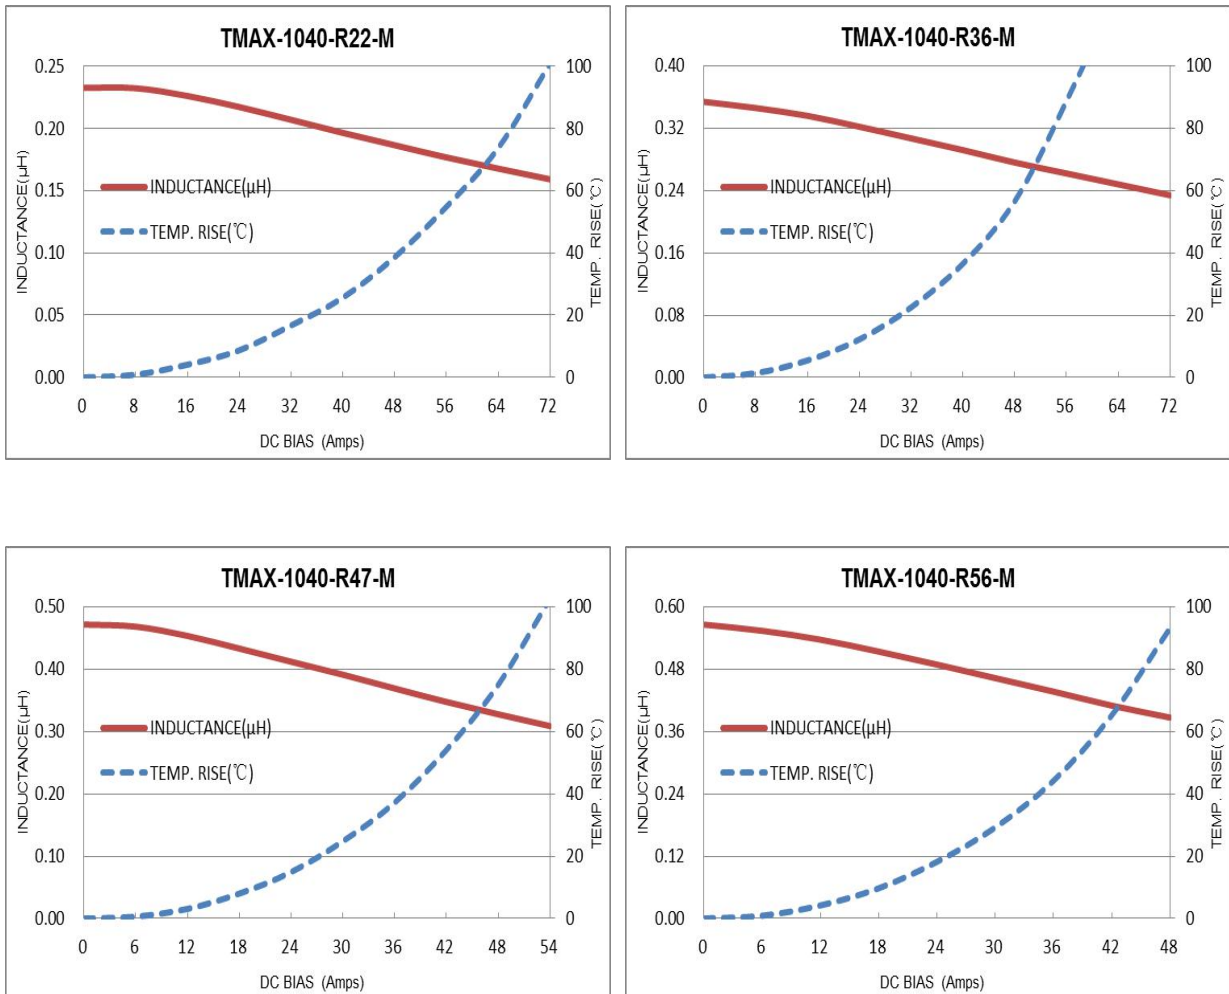 TMAX-1040-R22-M
0.25
0.20
0.15
0.10
0.05
0.00
INDUCTANCE(μH)
100
80
60
40
20
0
TEMP. RISE(℃)
INDUCTANCE(μH)
TEMP. RISE(℃)
0 8 16 24 32 40 48 56 64 72
DC BIAS (Amps)
TMAX-1040-R36-M
0.40
0.32
0.24
0.16
0.08
0.00
INDUCTANCE(μH)
100
80
60
40
20
0
TEMP. RISE(℃)
INDUCTANCE(μH)
TEMP. RISE(℃)
0 8 16 24 32 40 48 56 64 72
DC BIAS (Amps)
TMAX-1040-R47-M
0.50
0.40
0.30
0.20
0.10
0.00
INDUCTANCE(μH)
100
80
60
40
20
0
TEMP. RISE(℃)
INDUCTANCE(μH)
TEMP. RISE(℃)
0 6 12 18 24 30 36 42 48 54
DC BIAS (Amps)
TMAX-1040-R56-M
0.60
0.48
0.36
0.24
0.12
0.00
INDUCTANCE(μH)
100
80
60
40
20
0
TEMP. RISE(℃)
INDUCTANCE(μH)
TEMP. RISE(℃)
0 6 12 18 24 30 36 42 48
DC BIAS (Amps)